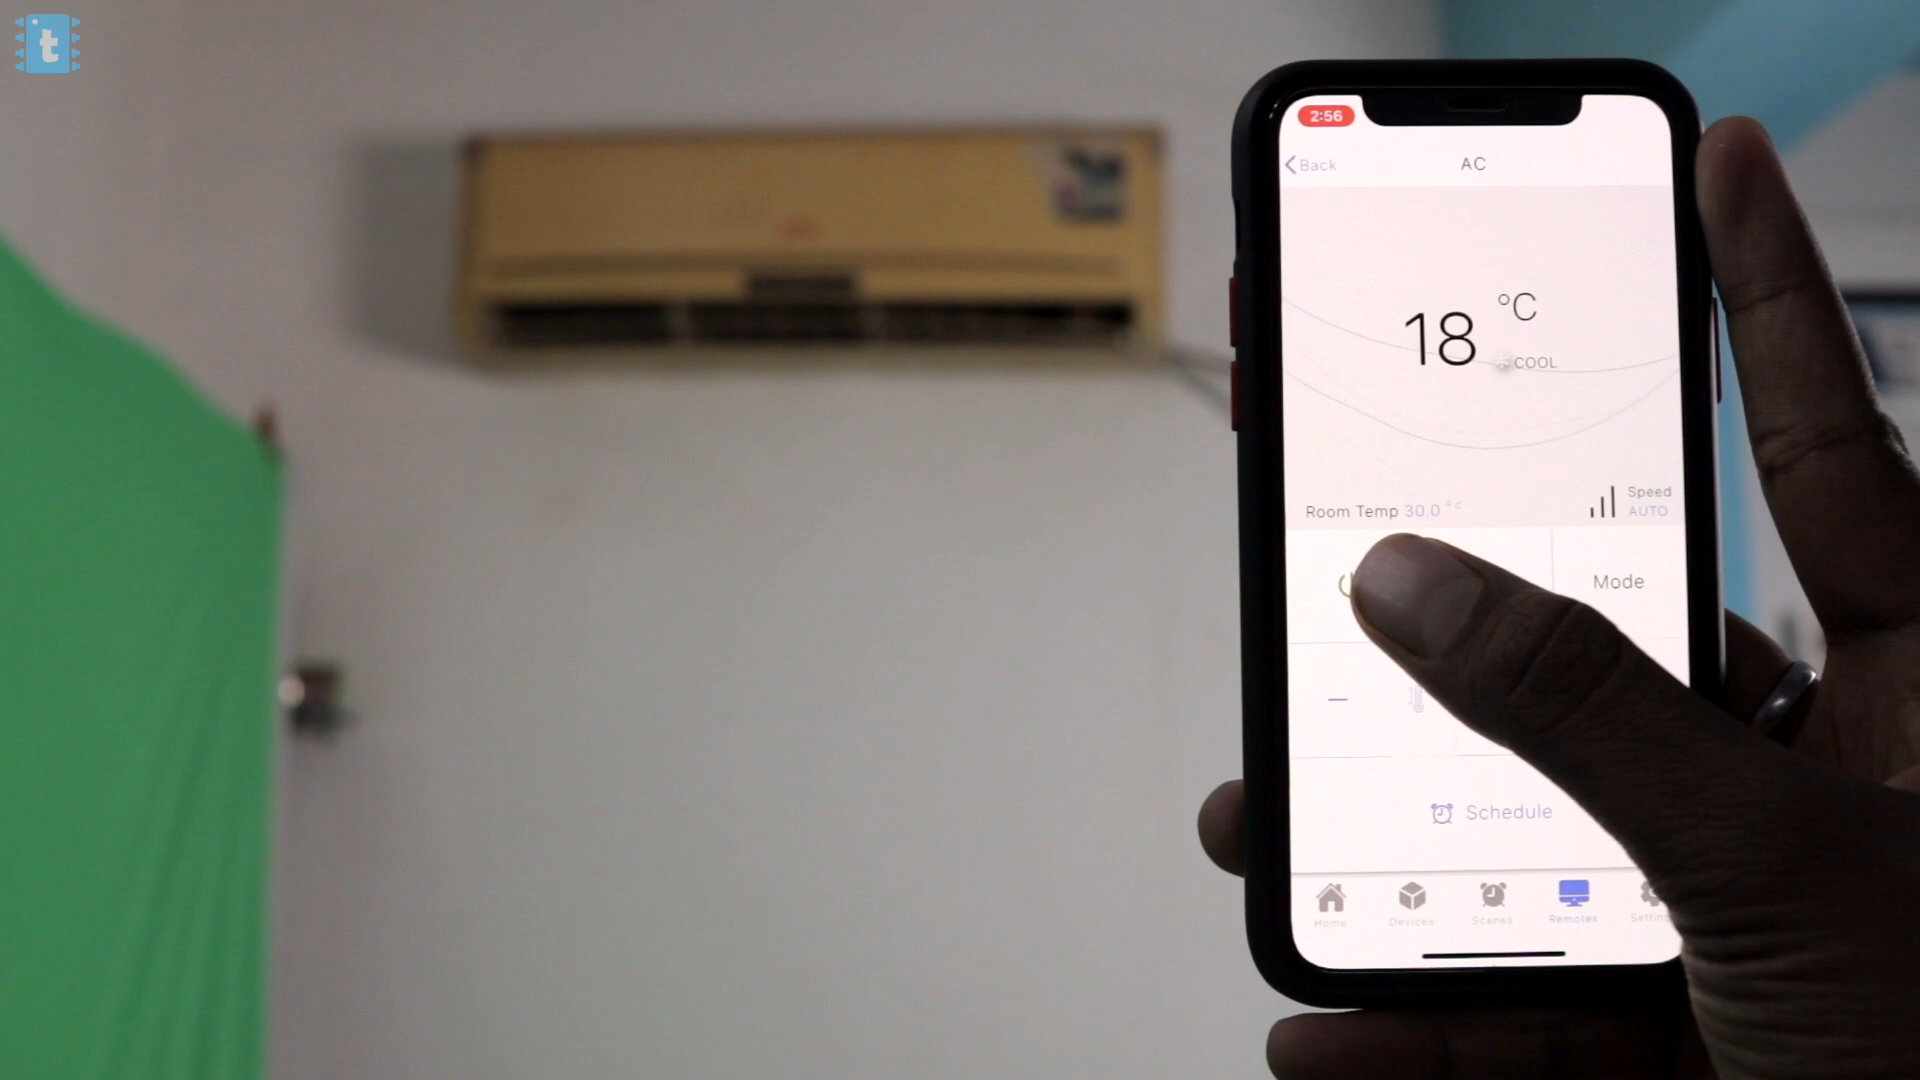 t
2:56
Back
AC
18 °C
COOL
Room Temp 30.0 °C
Speed
AUTO
Mode
Schedule
Home
Devices
Scenes
Remotes